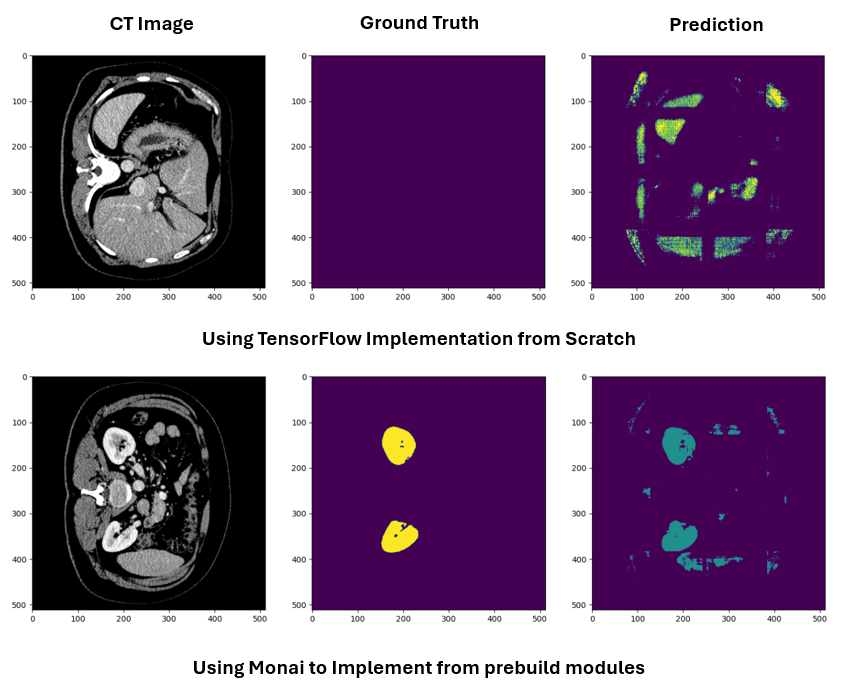 CT Image Ground Truth Prediction
0 0 0
100 100 100
200 200 200
300 300 300
400 400 400
500 500 500
0 100 200 300 400 500 0 100 200 300 400 500 0 100 200 300 400 500
Using TensorFlow Implementation from Scratch
0 0 0
100 100 100
200 200 200
300 300 300
400 400 400
500 500 500
0 100 200 300 400 500 0 100 200 300 400 500 0 100 200 300 400 500
Using Monai to Implement from prebuild modules